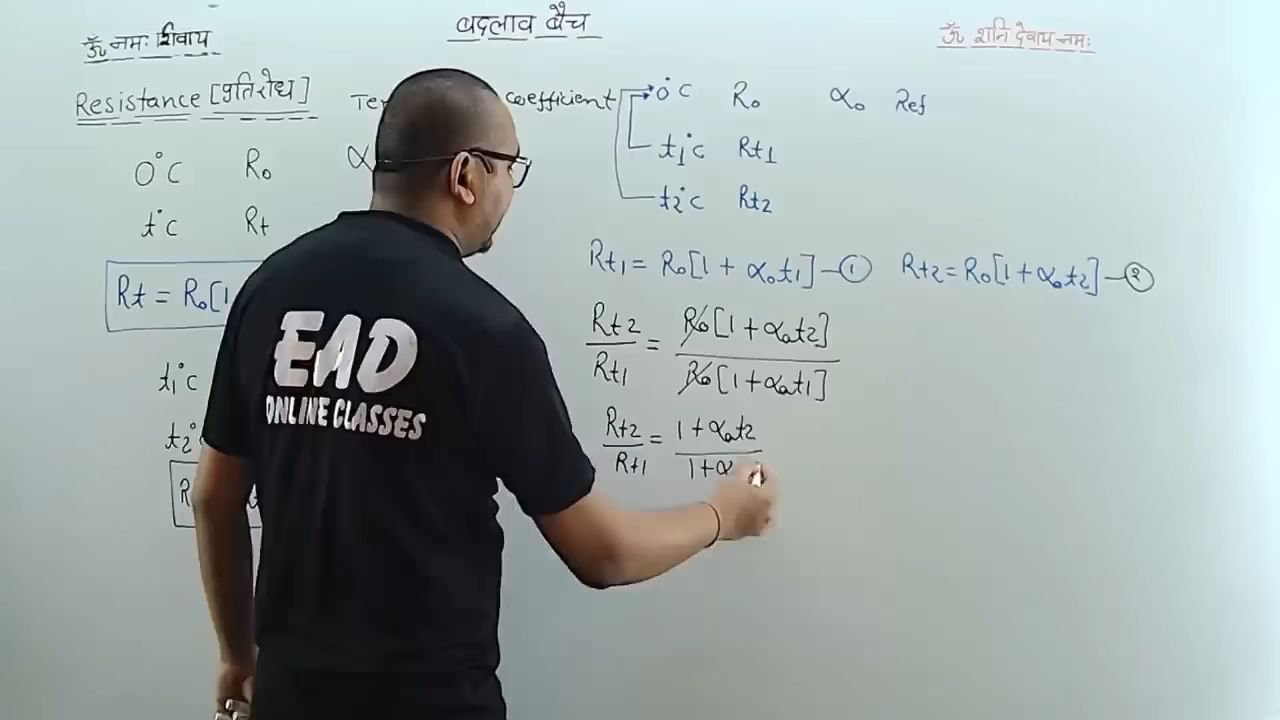 ॐ नमः शिवाय
बदलाव बैच
ॐ शनि देवाय नमः
Resistance [प्रतिरोध]
0°C R₀
t°C Rt
Rt = R₀[1
t₁°C
t₂°
coefficient
0°C R₀ α₀ Ref
t₁°C Rt1
t₂°C Rt2
Rt1 = R₀[1 + α₀t1] —① Rt2 = R₀[1 + α₀t2] —②
Rt2/Rt1 = R₀[1 + α₀t2]/R₀[1 + α₀t1]
Rt2/Rt1 = 1 + α₀t2/1 + α
EAD
ONLINE CLASSES